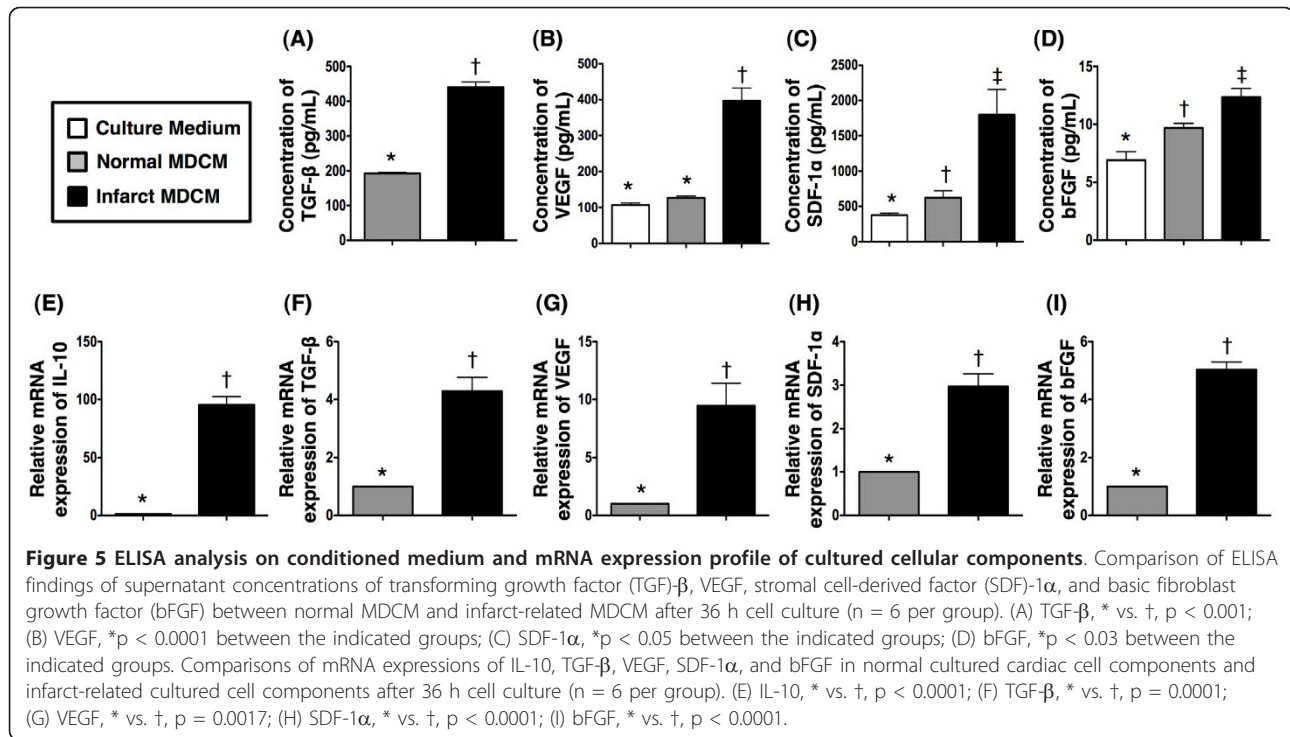 (A)
(B)
(C)
(D)
Culture Medium
Normal MDCM
Infarct MDCM
Concentration of
TGF-β (pg/mL)
500
400
300
200
100
0
*
†
Concentration of
VEGF (pg/mL)
500
400
300
200
100
0
*
*
†
Concentration of
SDF-1α (pg/mL)
2500
2000
1500
1000
500
0
*
†
‡
Concentration of
bFGF (pg/mL)
15
10
5
0
*
†
‡
(E)
(F)
(G)
(H)
(I)
Relative mRNA
expression of IL-10
150
100
50
0
*
†
Relative mRNA
expression of TGF-β
6
4
2
0
*
†
Relative mRNA
expression of VEGF
15
10
5
0
*
†
Relative mRNA
expression of SDF-1α
4
3
2
1
0
*
†
Relative mRNA
expression of bFGF
6
4
2
0
*
†
Figure 5 ELISA analysis on conditioned medium and mRNA expression profile of cultured cellular components. Comparison of ELISA
findings of supernatant concentrations of transforming growth factor (TGF)-β, VEGF, stromal cell-derived factor (SDF)-1α, and basic fibroblast
growth factor (bFGF) between normal MDCM and infarct-related MDCM after 36 h cell culture (n = 6 per group). (A) TGF-β, * vs. †, p < 0.001;
(B) VEGF, *p < 0.0001 between the indicated groups; (C) SDF-1α, *p < 0.05 between the indicated groups; (D) bFGF, *p < 0.03 between the
indicated groups. Comparisons of mRNA expressions of IL-10, TGF-β, VEGF, SDF-1α, and bFGF in normal cultured cardiac cell components and
infarct-related cultured cell components after 36 h cell culture (n = 6 per group). (E) IL-10, * vs. †, p < 0.0001; (F) TGF-β, * vs. †, p = 0.0001;
(G) VEGF, * vs. †, p = 0.0017; (H) SDF-1α, * vs. †, p < 0.0001; (I) bFGF, * vs. †, p < 0.0001.